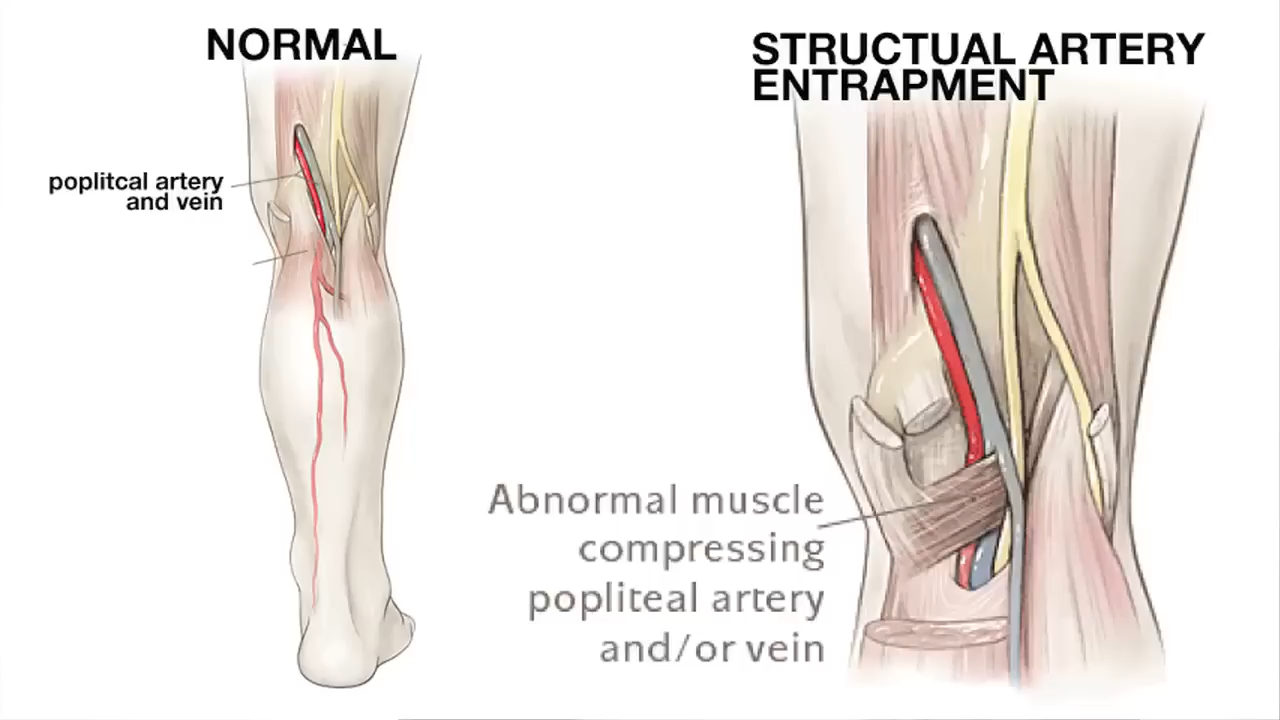 NORMAL
poplitcal artery
and vein
STRUCTUAL ARTERY
ENTRAPMENT
Abnormal muscle
compressing
popliteal artery
and/or vein